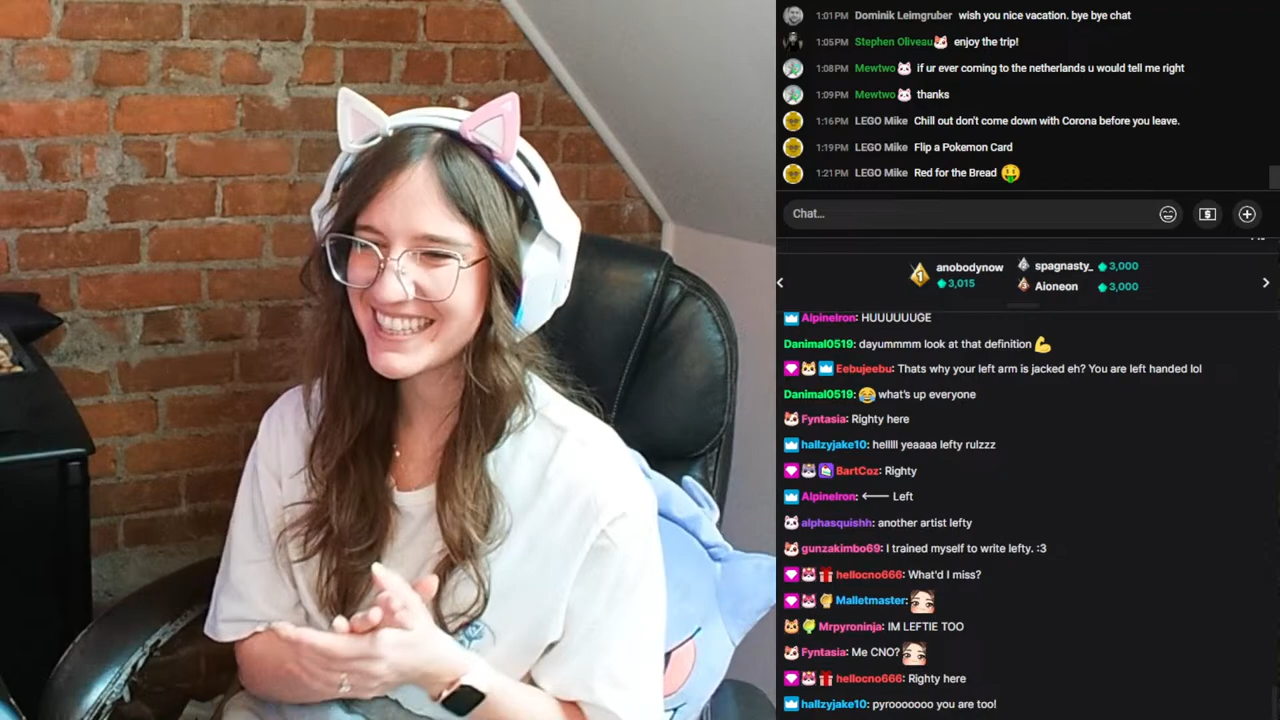 1:01 PM Dominik Leimgruber wish you nice vacation. bye bye chat
1:05 PM Stephen Oliveau enjoy the trip!
1:08 PM Mewtwo if ur ever coming to the netherlands u would tell me right
1:09 PM Mewtwo thanks
1:16 PM LEGO Mike Chill out don't come down with Corona before you leave.
1:19 PM LEGO Mike Flip a Pokemon Card
1:21 PM LEGO Mike Red for the Bread
Chat...
anobodynow 3,015
spagnasty_ 3,000
Aioneon 3,000
AlpineIron: HUUUUUUGE
Danimal0519: dayummmm look at that definition
Eebujeebu: Thats why your left arm is jacked eh? You are left handed lol
Danimal0519: what's up everyone
Fyntasia: Righty here
hallzyjake10: hellll yeaaaa lefty rulzzz
BartCoz: Righty
AlpineIron: <---- Left
alphasquishh: another artist lefty
gunzakimbo69: I trained myself to write lefty. :3
hellocno666: What'd I miss?
Malletmaster:
Mrpyroninja: IM LEFTIE TOO
Fyntasia: Me CNO?
hellocno666: Righty here
hallzyjake10: pyrooooooo you are too!